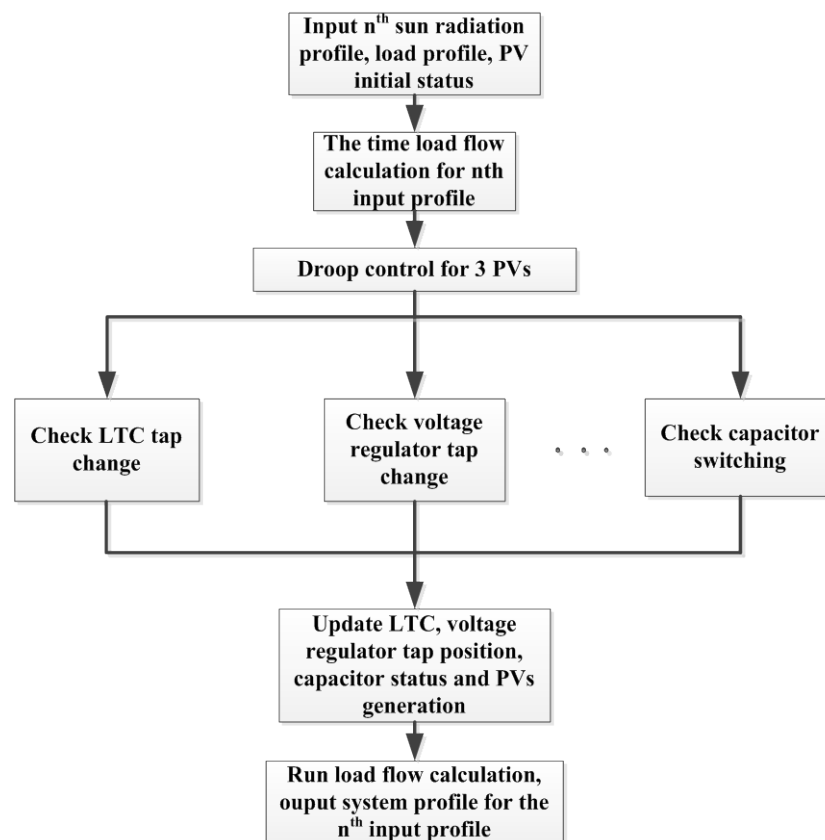 Input nth sun radiation
profile, load profile, PV
initial status
The time load flow
calculation for nth
input profile
Droop control for 3 PVs
Check LTC tap
change
Check voltage
regulator tap
change
. . .
Check capacitor
switching
Update LTC, voltage
regulator tap position,
capacitor status and PVs
generation
Run load flow calculation,
ouput system profile for the
nth input profile